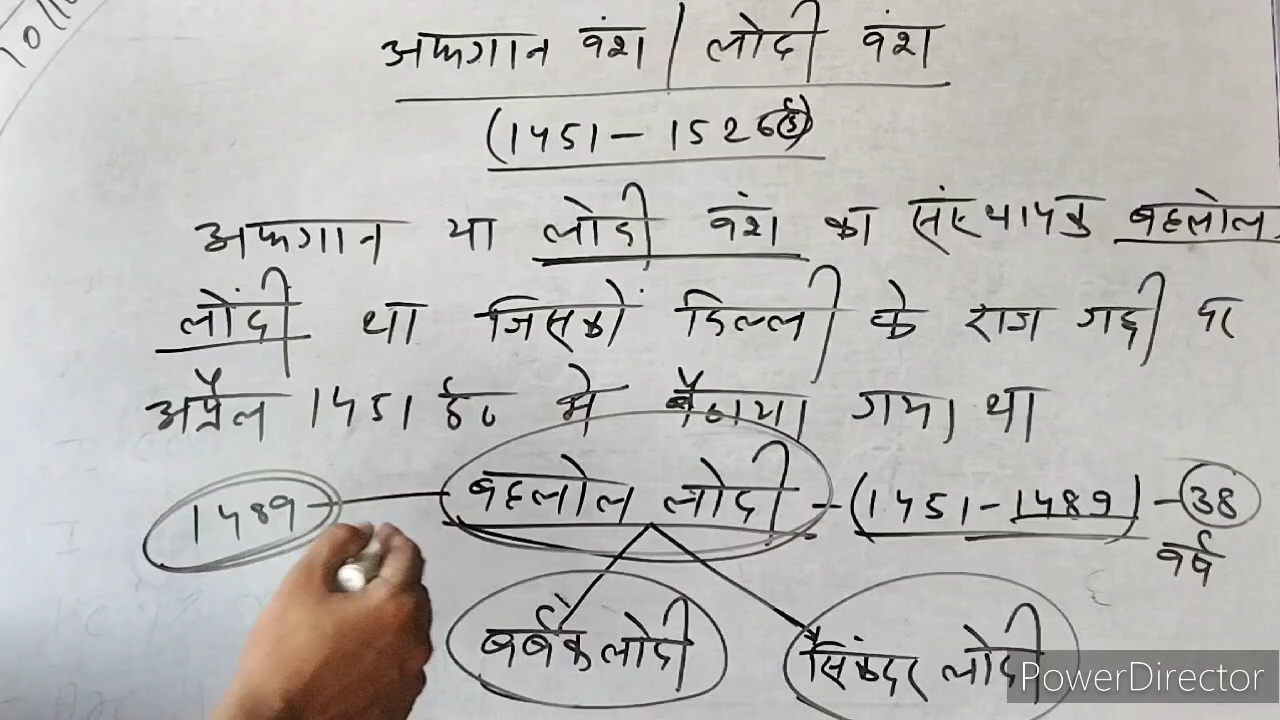 अफगान वंश / लोदी वंश
(1451 - 1526 ई)
अफगान या लोदी वंश का संस्थापक बहलोल
लोंदी था जिसकों दिल्ली के राज गद्दी पर
अप्रैल 1451 ई० मे बैठाया गया था
1489 - बहलोल लोदी - (1451 - 1489) - 38
वर्ष
बर्बक लोदी सिकंदर लोदी
PowerDirector